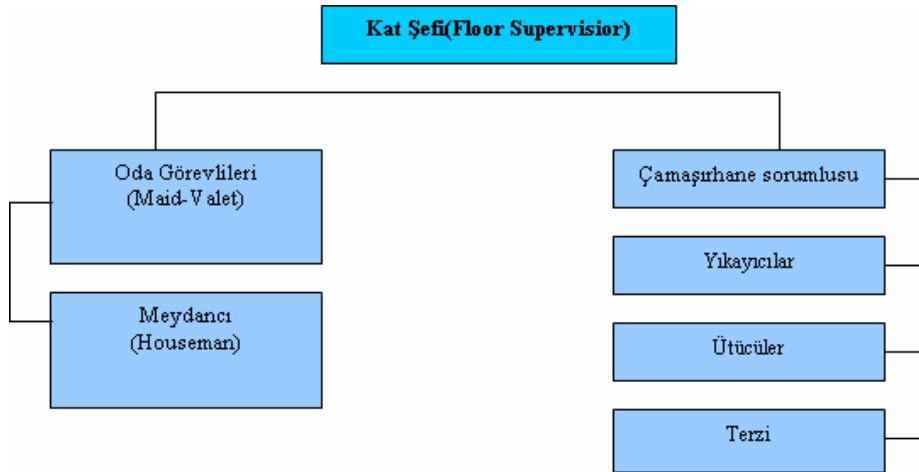 Kat Şefi(Floor Supervisior)
Oda Görevlileri
(Maid-Valet)
Meydancı
(Houseman)
Çamaşırhane sorumlusu
Yıkayıcılar
Ütücüler
Terzi